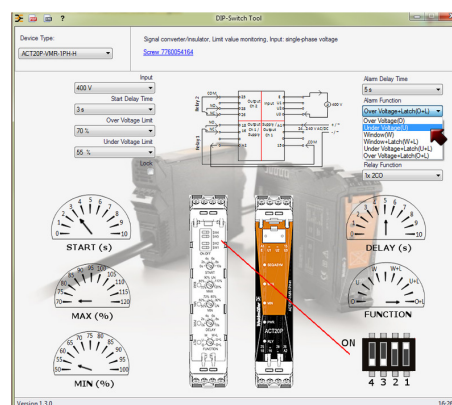 DIP-Switch Tool
Device Type:
ACT20P-VMR-1PH-H
Signal converter/insulator, Limit value monitoring, Input: single-phase voltage
Screw 7760054164
Input
400 V
Start Delay Time
3 s
Over Voltage Limit
70 %
Under Voltage Limit
55 %
Lock
Alarm Delay Time
5 s
Alarm Function
Over Voltage+Latch(O+L)
Over Voltage(O)
Under Voltage(U)
Window(W)
Window+Latch(W+L)
Under Voltage+Latch(U+L)
Over Voltage+Latch(O+L)
Relay Function
1x 2CO
START (s)
MAX (%)
MIN (%)
DELAY (s)
FUNCTION
ACT20P
ON
4 3 2 1
Version 1.3.0